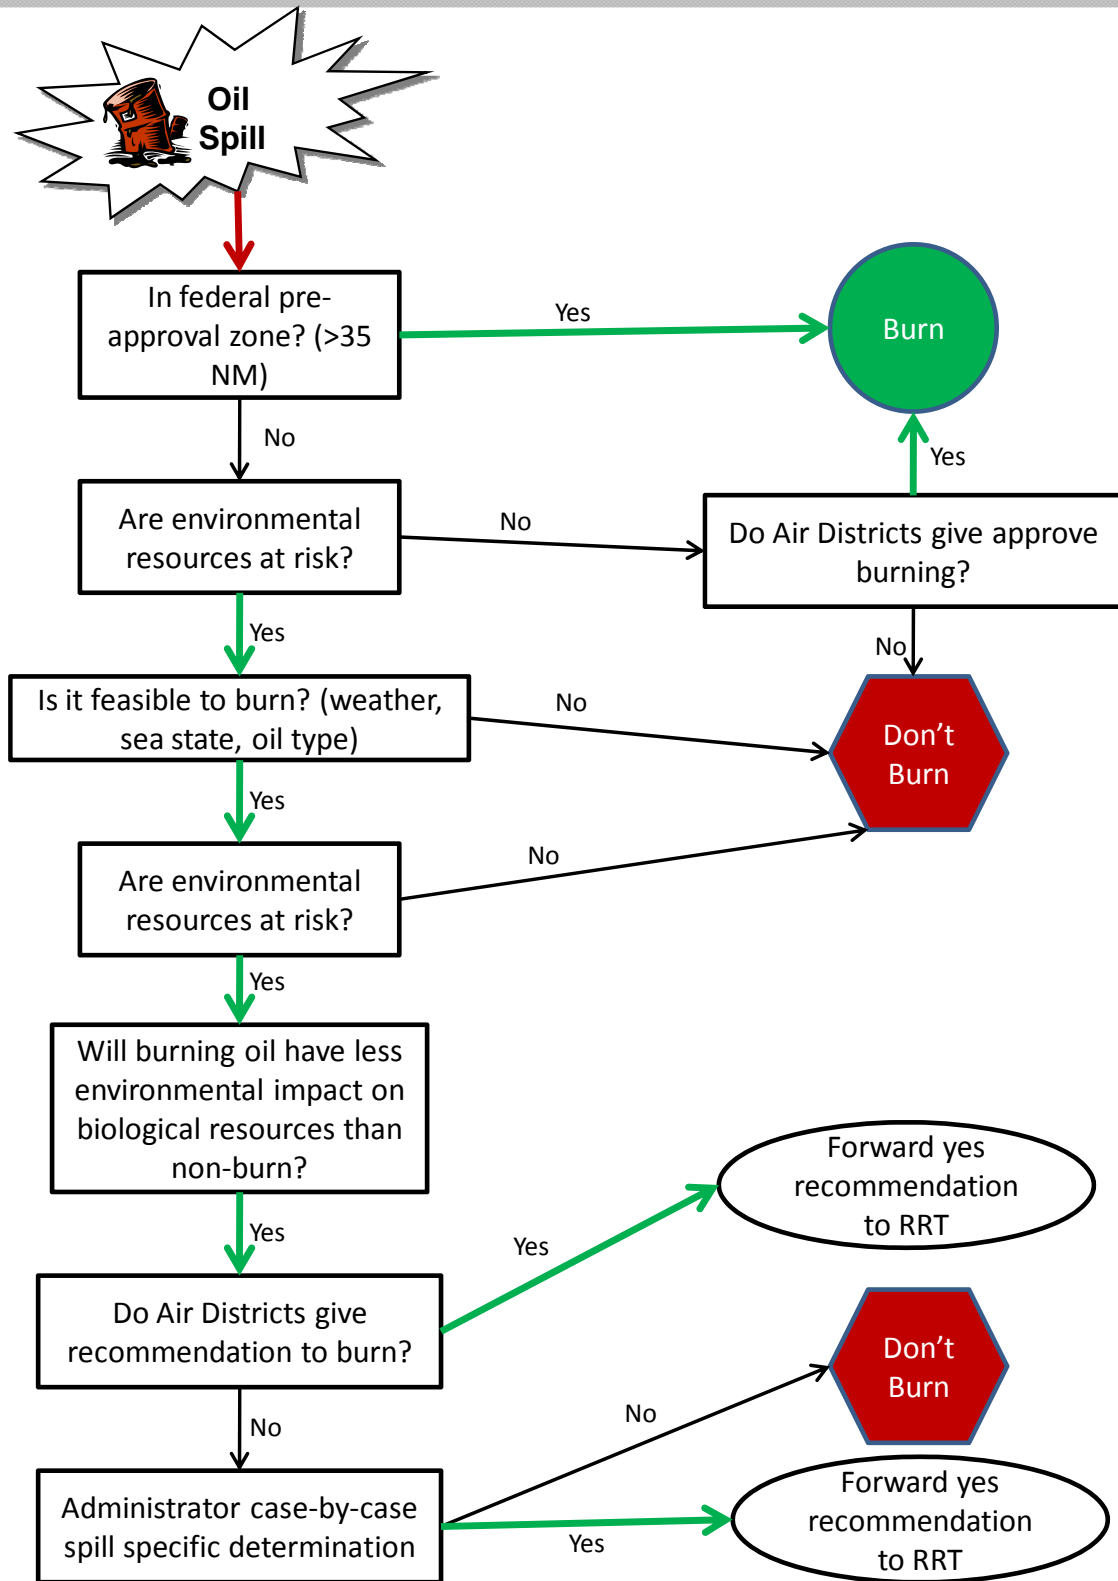 Oil
Spill
In federal pre-
approval zone? (>35
NM)
Yes
Burn
No
Yes
Are environmental
resources at risk?
No
Do Air Districts give approve
burning?
Yes
No
Is it feasible to burn? (weather,
sea state, oil type)
No
Don't
Burn
Yes
Are environmental
resources at risk?
No
Yes
Will burning oil have less
environmental impact on
biological resources than
non-burn?
Forward yes
recommendation
to RRT
Yes
Yes
Do Air Districts give
recommendation to burn?
Don't
Burn
No
No
Administrator case-by-case
spill specific determination
Yes
Forward yes
recommendation
to RRT